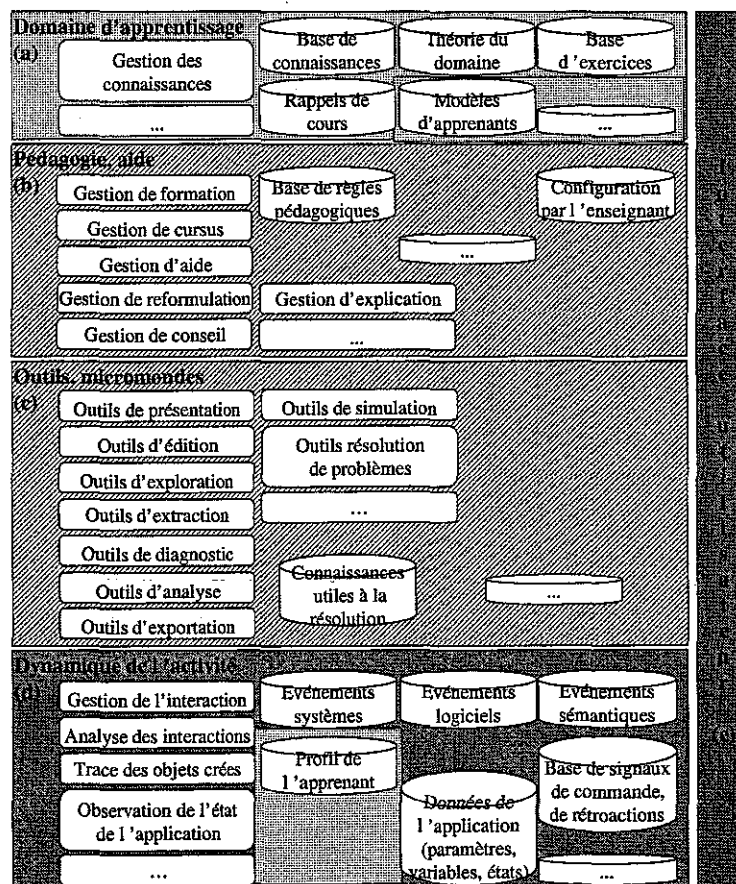 Domaine d'apprentissage
(a)
Gestion des
connaissances
...
Base de
connaissances
Théorie du
domaine
Base
d 'exercices
Rappels de
cours
Modèles
d'apprenants
...
Pédagogie, aide
(b)
Gestion de formation
Gestion de cursus
Gestion d'aide
Gestion de reformulation
Gestion de conseil
Base de règles
pédagogiques
Configuration
par l 'enseignant
...
Gestion d'explication
...
Outils, micromondes
(c)
Outils de présentation
Outils d'édition
Outils d'exploration
Outils d'extraction
Outils de diagnostic
Outils d'analyse
Outils d'exportation
Outils de simulation
Outils résolution
de problèmes
...
Connaissances
utiles à la
résolution
...
Dynamique de l 'activité
(d)
Gestion de l'interaction
Analyse des interactions
Trace des objets crées
Observation de l'état
de l 'application
...
Evénements
systèmes
Evénements
logiciels
Evénements
sémantiques
Profil de
l 'apprenant
Données de
l 'application
(paramètres,
variables, états)
Base de signaux
de commande,
de rétroactions
...